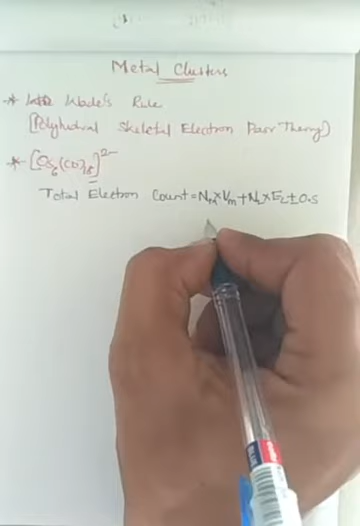 Metal Clusters
* Wade's Rule
[Polyhedral Skeletal Electron Pair Theory)
* [Os6(CO)18]2-
Total Electron Count = Nm×Vm+NL×EL±O.S